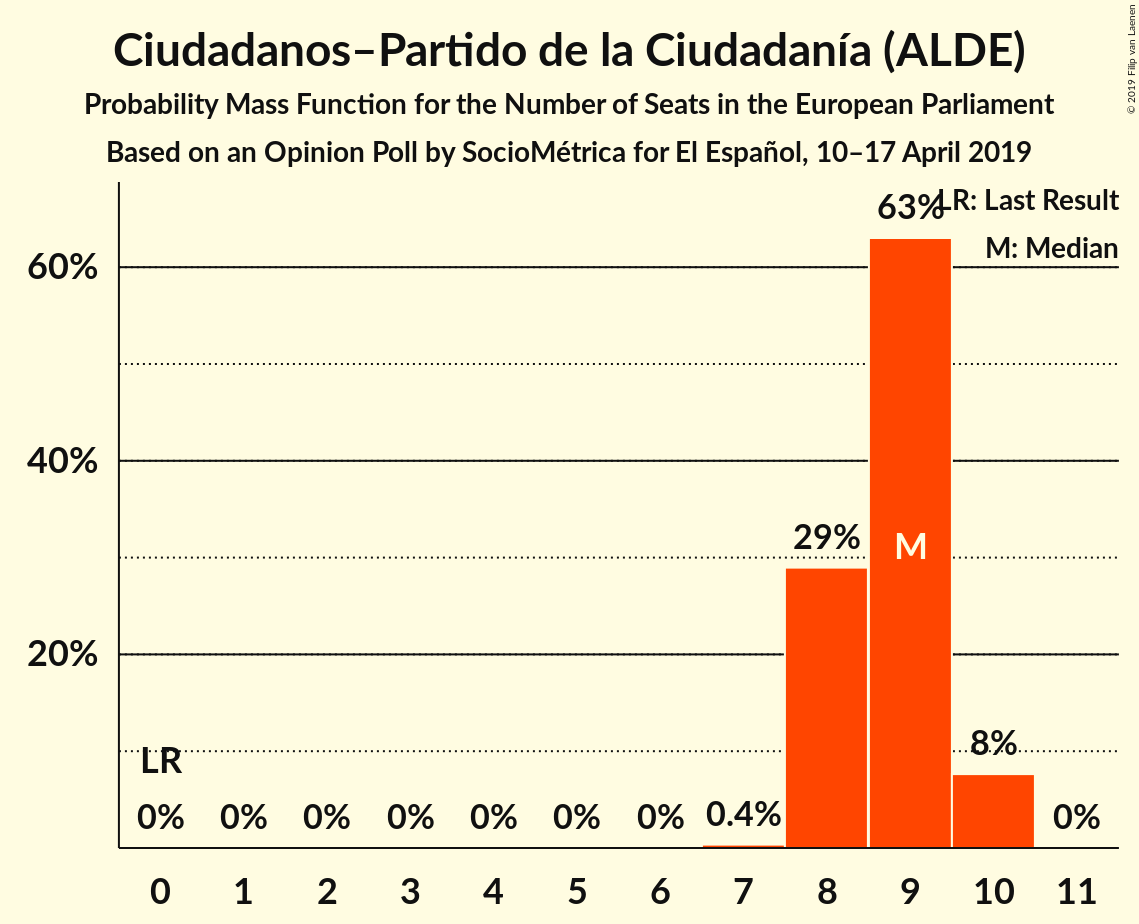 Ciudadanos–Partido de la Ciudadanía (ALDE)
Probability Mass Function for the Number of Seats in the European Parliament
Based on an Opinion Poll by SocioMétrica for El Español, 10–17 April 2019
© 2019 Filip van Laenen
LR: Last Result
M: Median
63%
60%
40%
29%
M
20%
8%
LR
0% 0% 0% 0% 0% 0% 0% 0.4% 0%
0 1 2 3 4 5 6 7 8 9 10 11